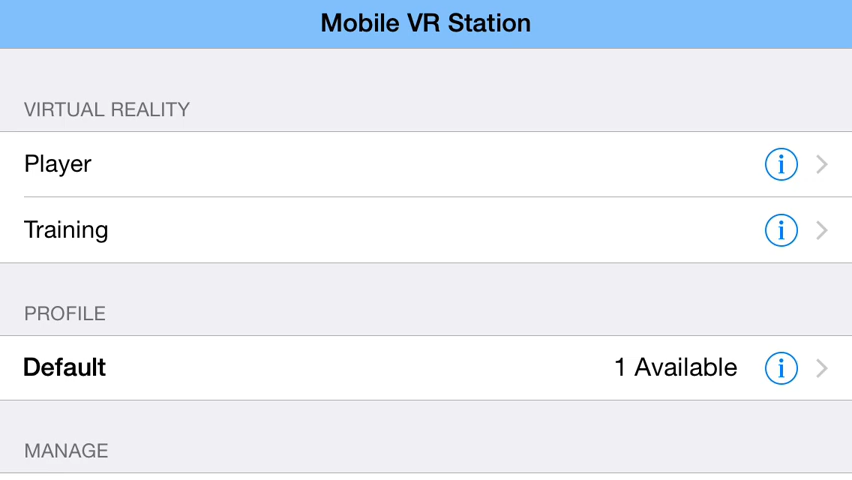 Mobile VR Station
VIRTUAL REALITY
Player
Training
PROFILE
Default 1 Available
MANAGE